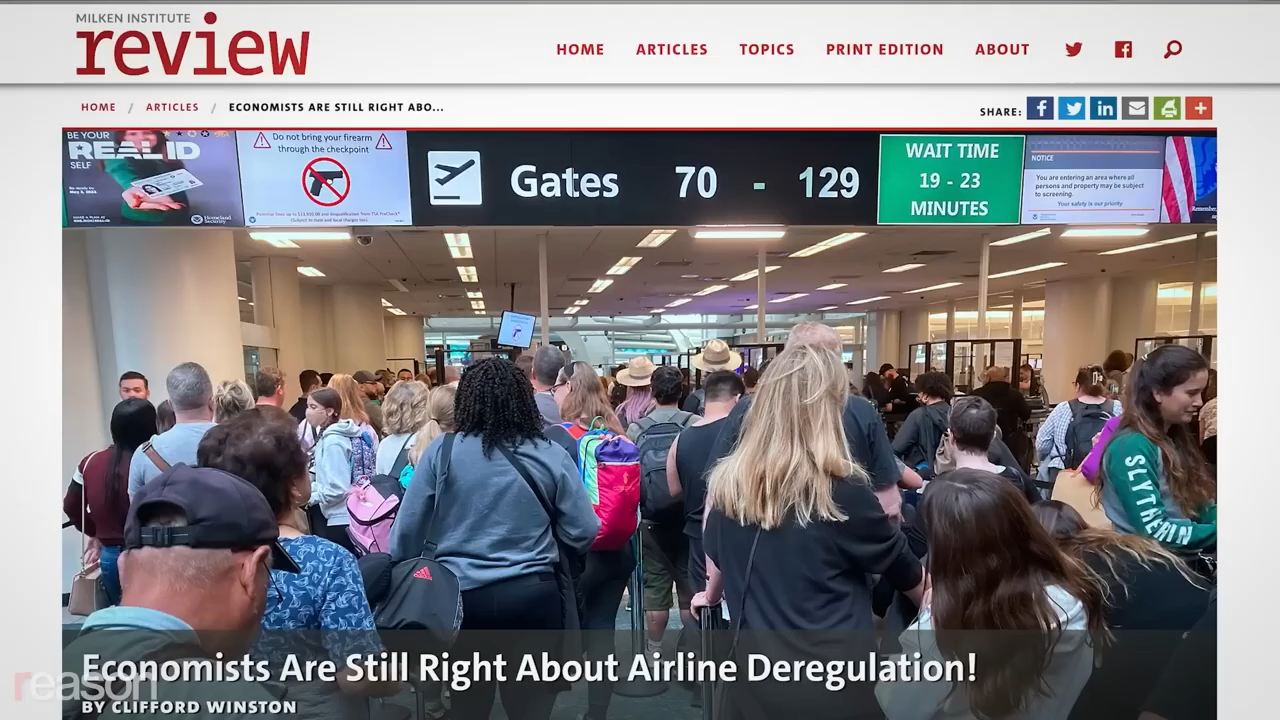 MILKEN INSTITUTE
review
HOME ARTICLES TOPICS PRINT EDITION ABOUT
HOME / ARTICLES / ECONOMISTS ARE STILL RIGHT ABO...
SHARE:
BE YOUR
REAL ID
SELF
Homeland
Security
Do not bring your firearm
through the checkpoint
Gates 70 - 129
WAIT TIME
19 - 23
MINUTES
NOTICE
You are entering an area where all
persons and property may be subject
to screening.
Your safety is our priority
SLYTHERIN
Economists Are Still Right About Airline Deregulation!
BY CLIFFORD WINSTON
reason